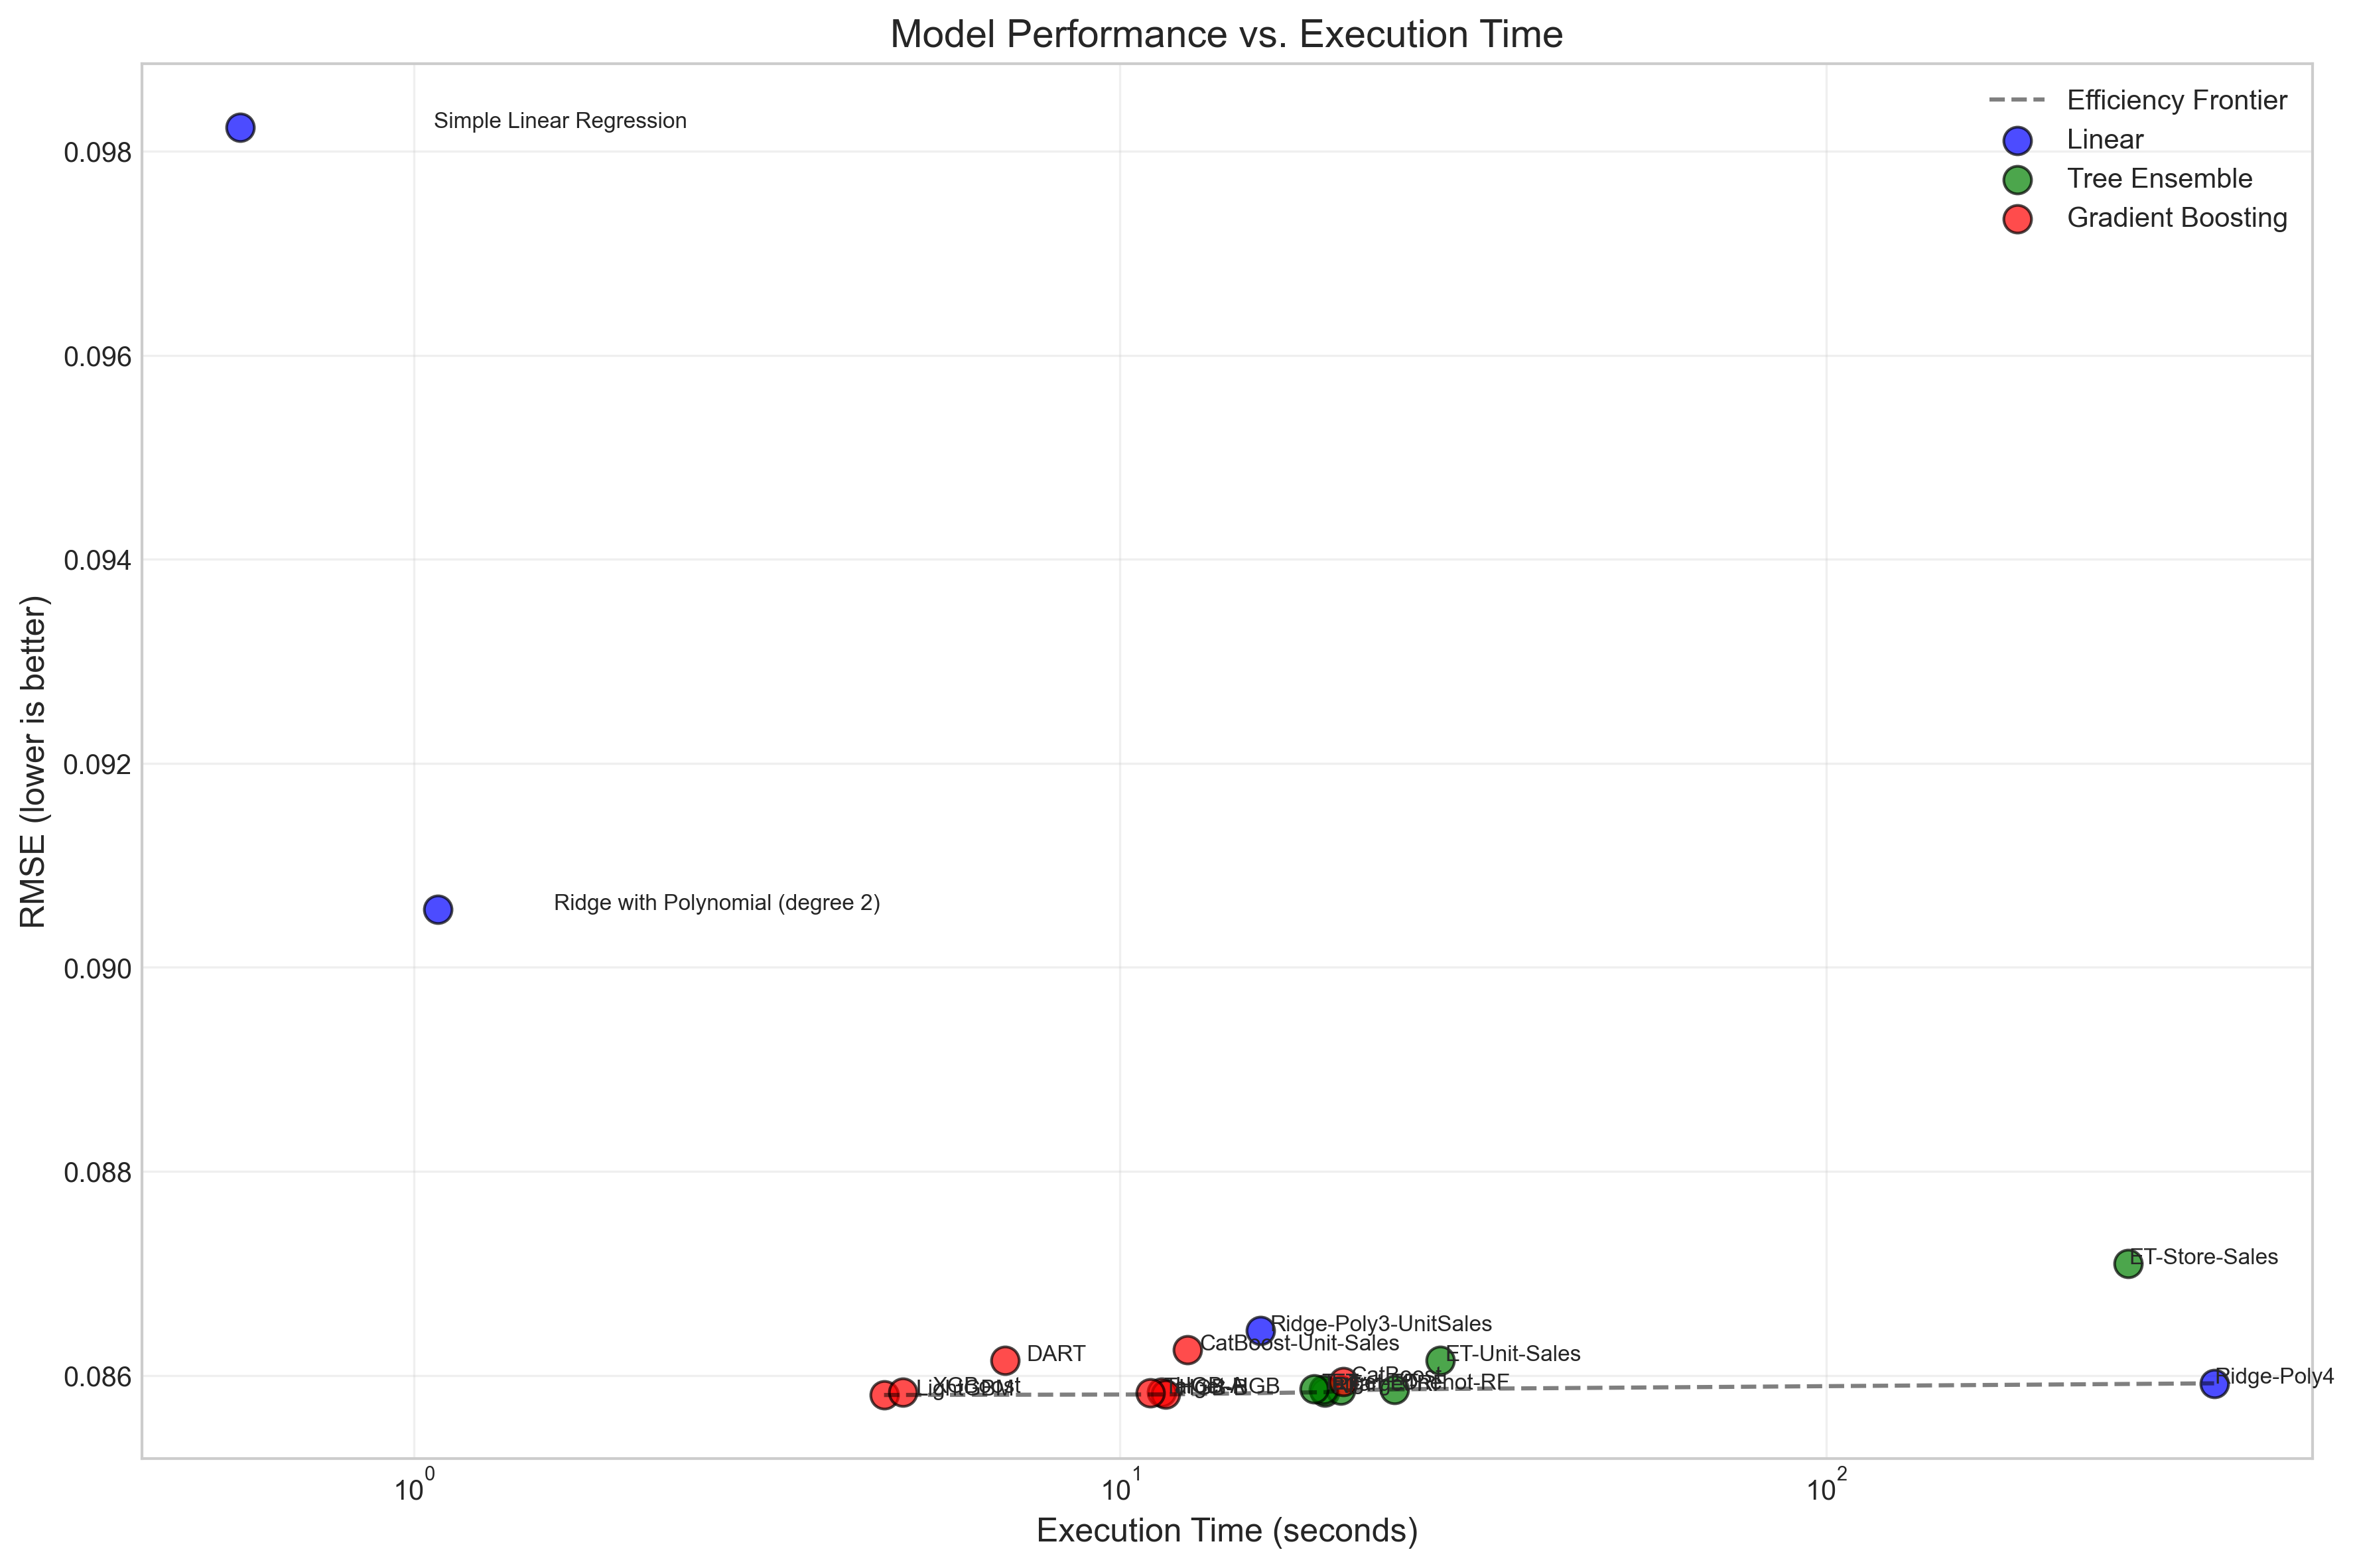 Model Performance vs. Execution Time
Efficiency Frontier
Linear
Tree Ensemble
Gradient Boosting
RMSE (lower is better)
0.098
0.096
0.094
0.092
0.090
0.088
0.086
Simple Linear Regression
Ridge with Polynomial (degree 2)
ET-Store-Sales
Ridge-Poly3-UnitSales
CatBoost-Unit-Sales
DART
ET-Unit-Sales
CatBoost
Ridge-Poly4
XGBoost
LightGBM
10^0
10^1
10^2
Execution Time (seconds)